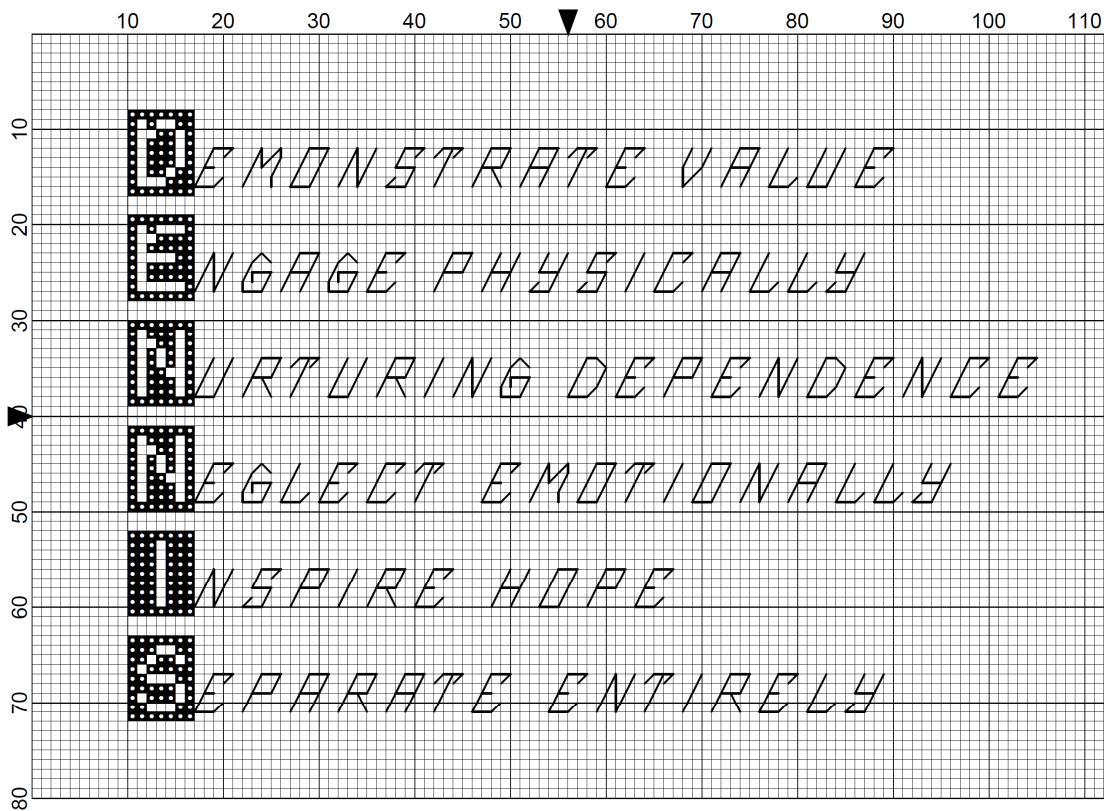 10 20 30 40 50 60 70 80 90 100 110
10
DEMONSTRATE VALUE
20
ENGAGE PHYSICALLY
30
NURTURING DEPENDENCE
40
NEGLECT EMOTIONALLY
50
INSPIRE HOPE
60
SEPARATE ENTIRELY
70
80